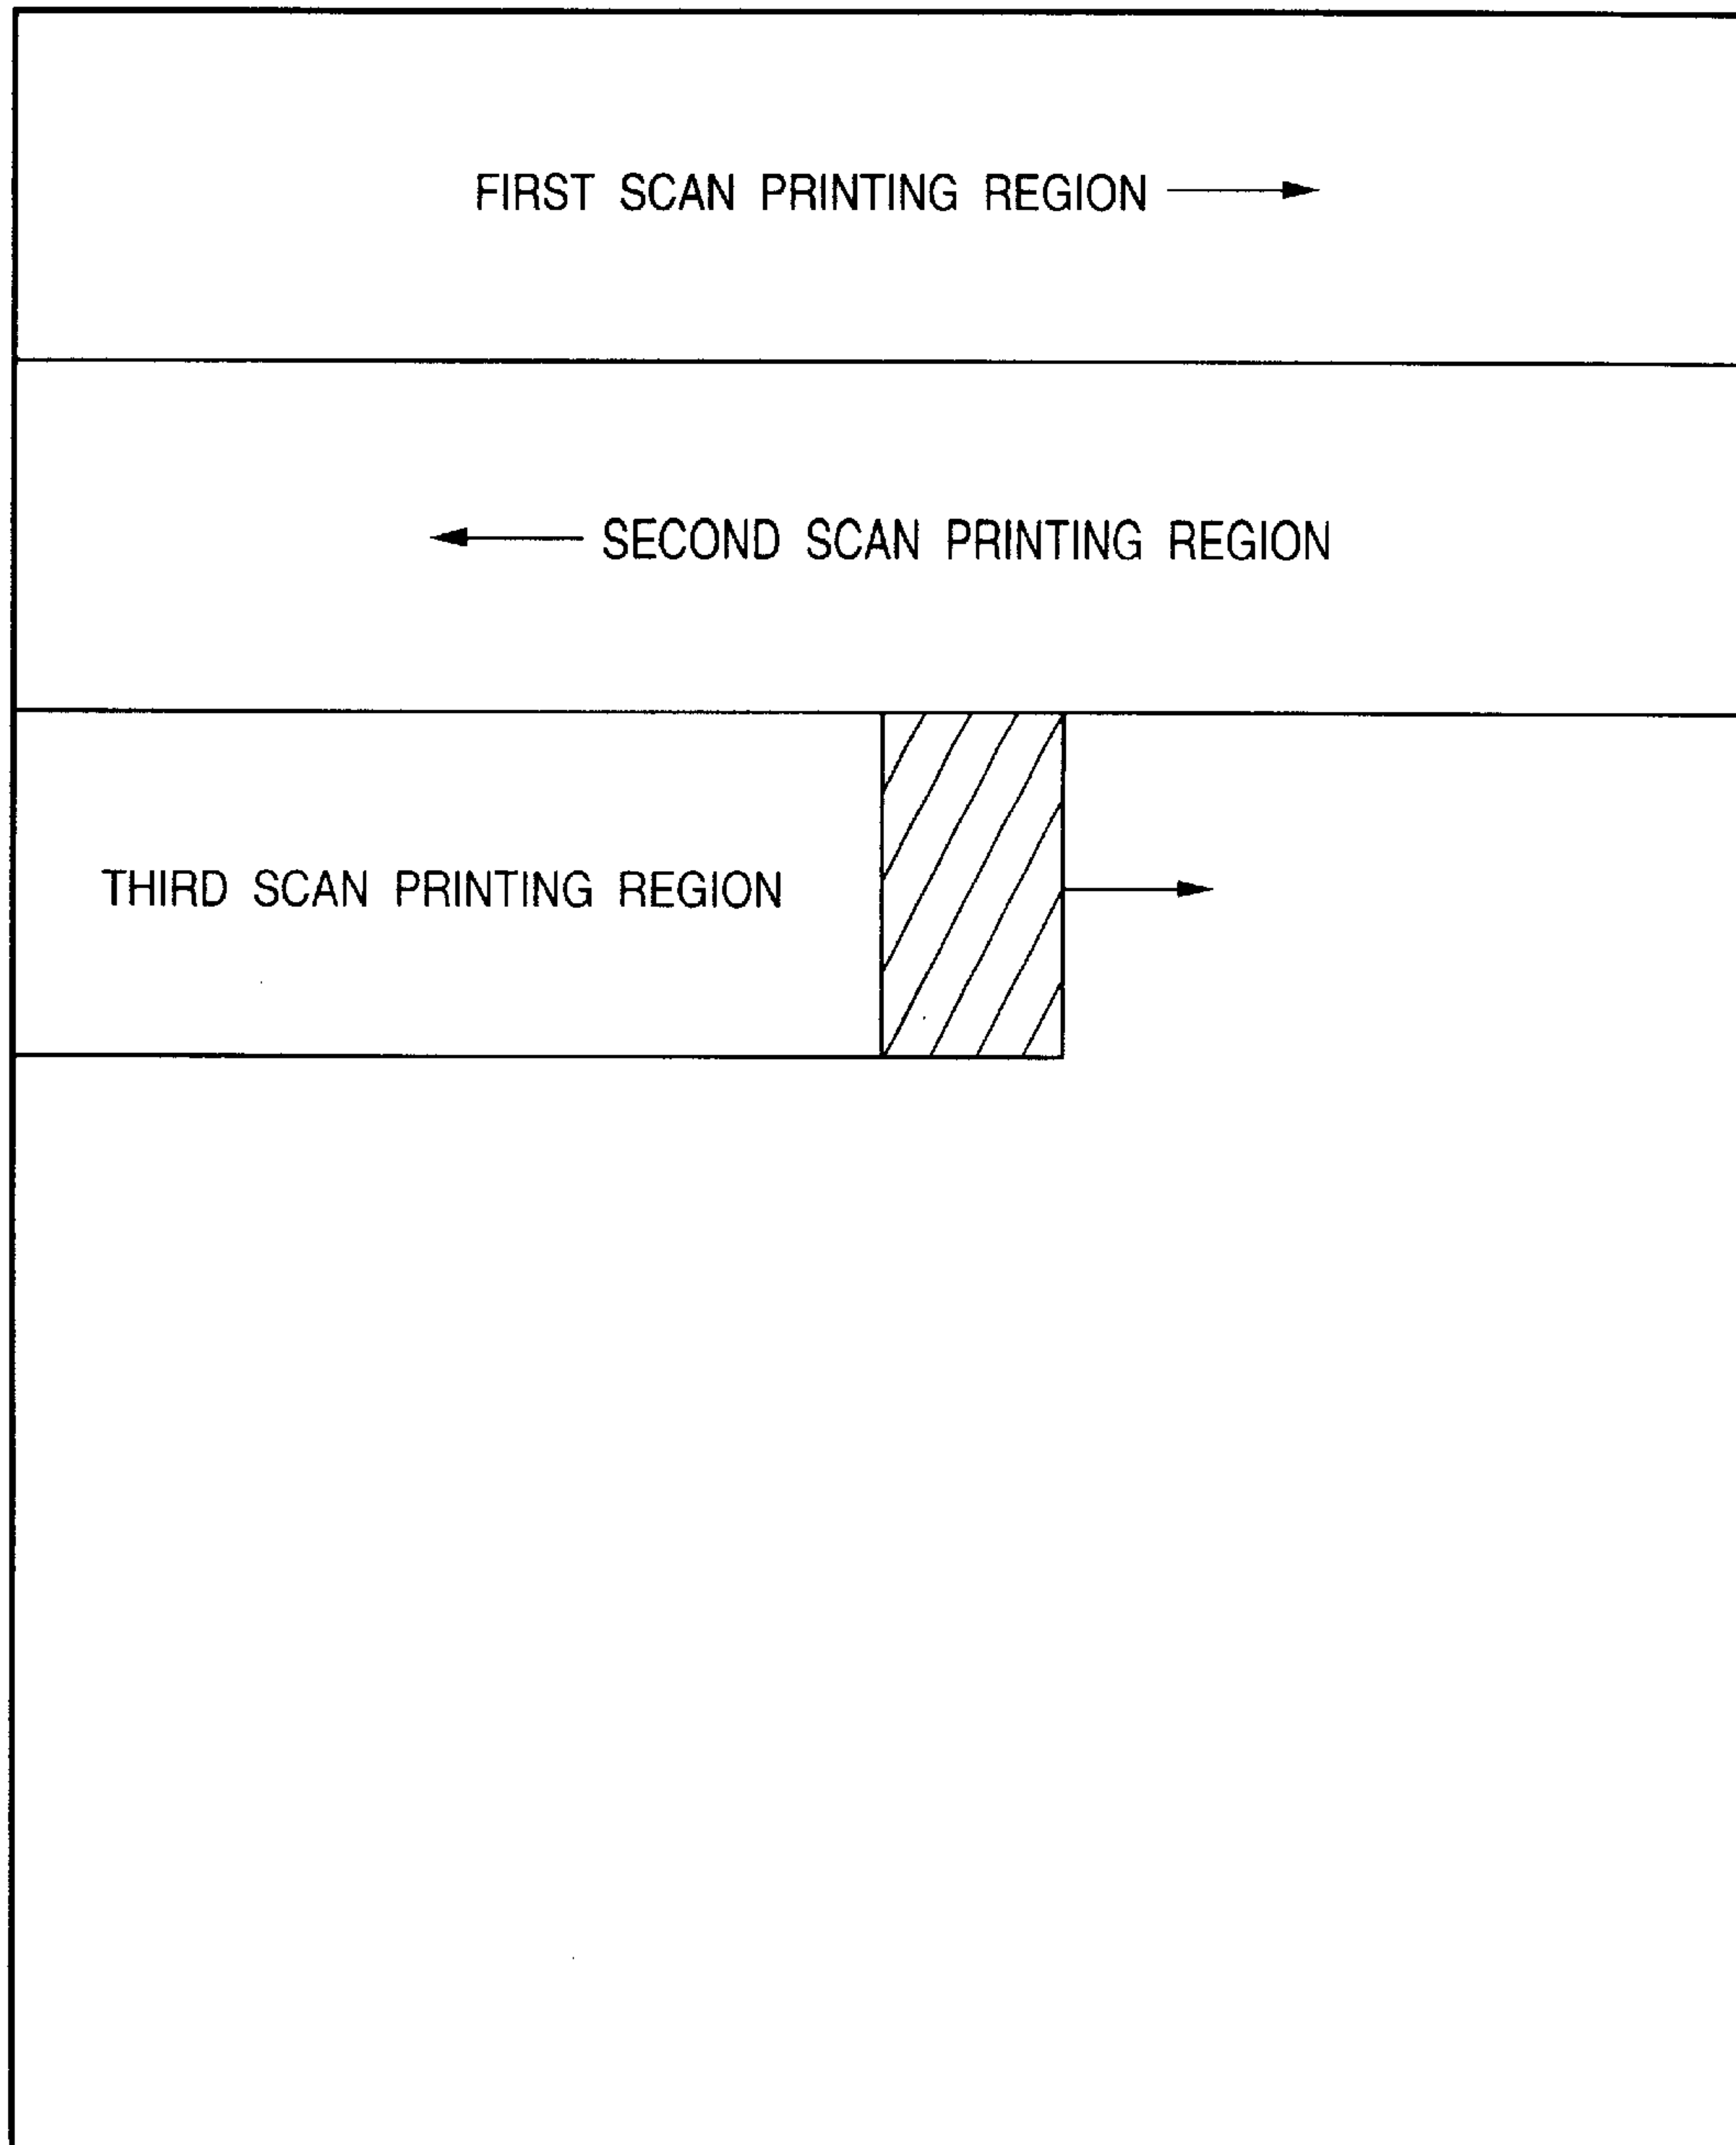 FIRST SCAN PRINTING REGION
SECOND SCAN PRINTING REGION
THIRD SCAN PRINTING REGION